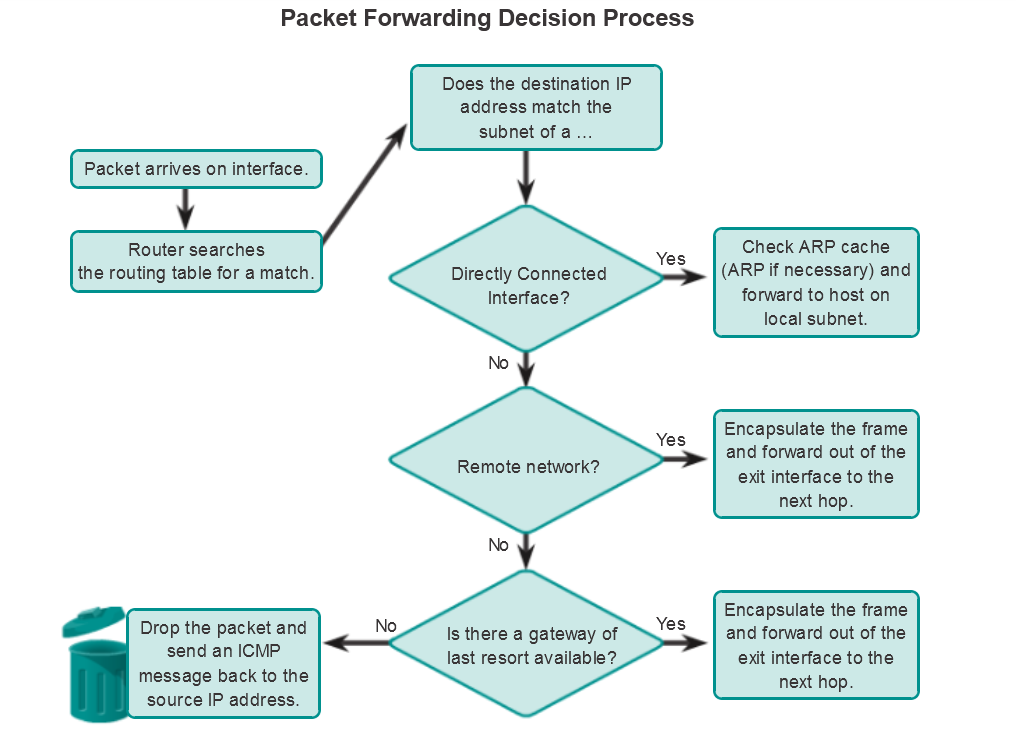 Packet Forwarding Decision Process
Packet arrives on interface.
Router searches
the routing table for a match.
Does the destination IP
address match the
subnet of a ...
Directly Connected
Interface?
Yes
Check ARP cache
(ARP if necessary) and
forward to host on
local subnet.
No
Remote network?
Yes
Encapsulate the frame
and forward out of the
exit interface to the
next hop.
No
Is there a gateway of
last resort available?
Yes
Encapsulate the frame
and forward out of the
exit interface to the
next hop.
No
Drop the packet and
send an ICMP
message back to the
source IP address.